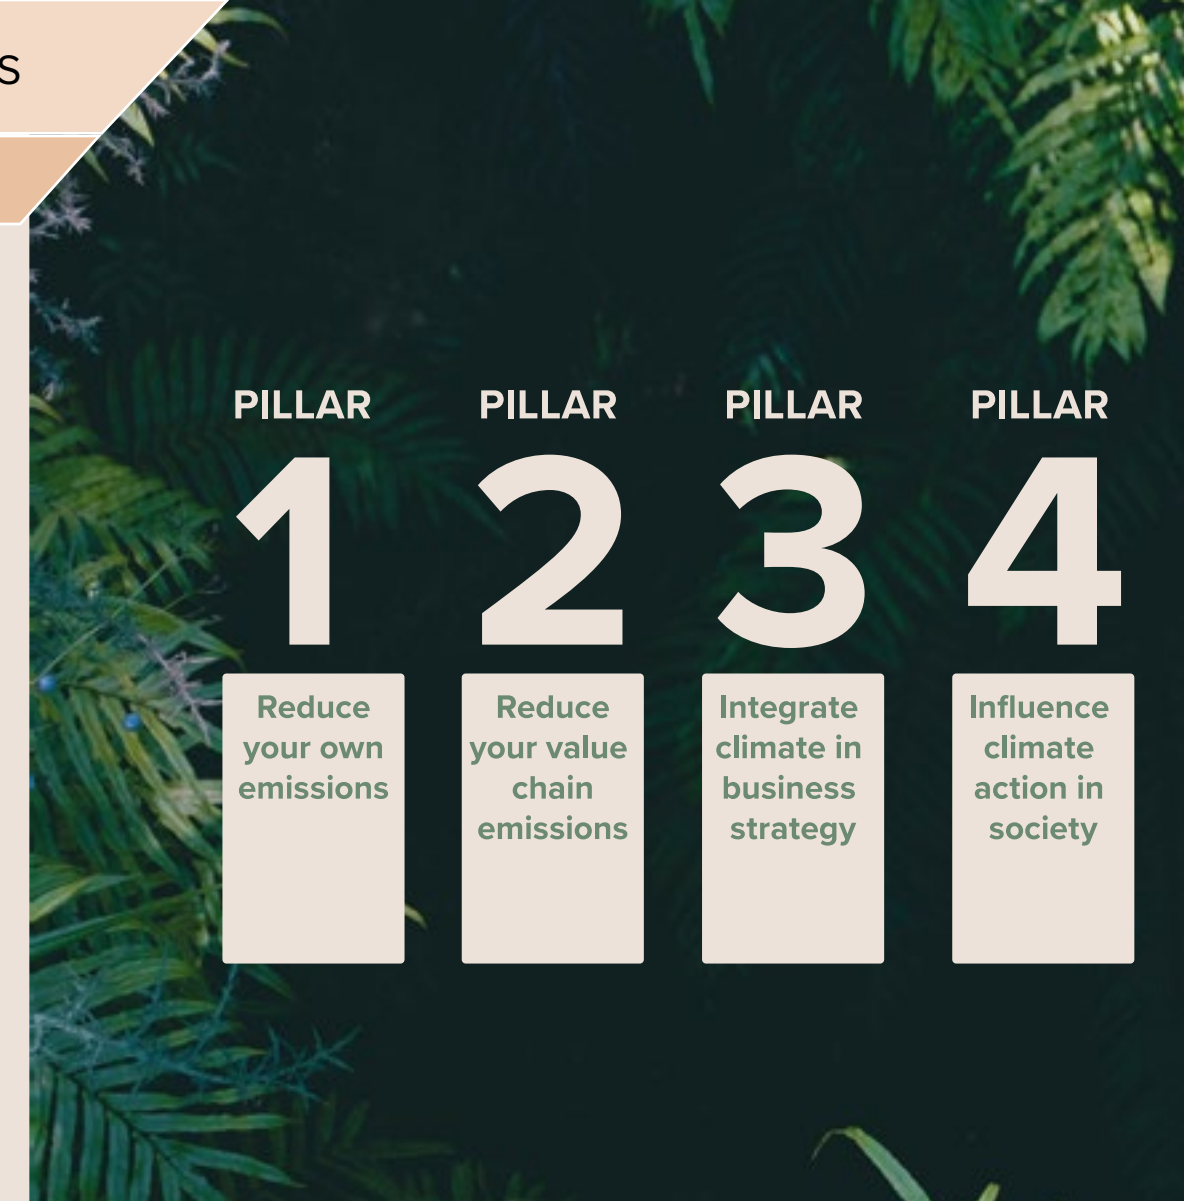 s
PILLAR PILLAR PILLAR PILLAR
1 2 3 4
Reduce
your own
emissions
Reduce
your value
chain
emissions
Integrate
climate in
business
strategy
Influence
climate
action in
society